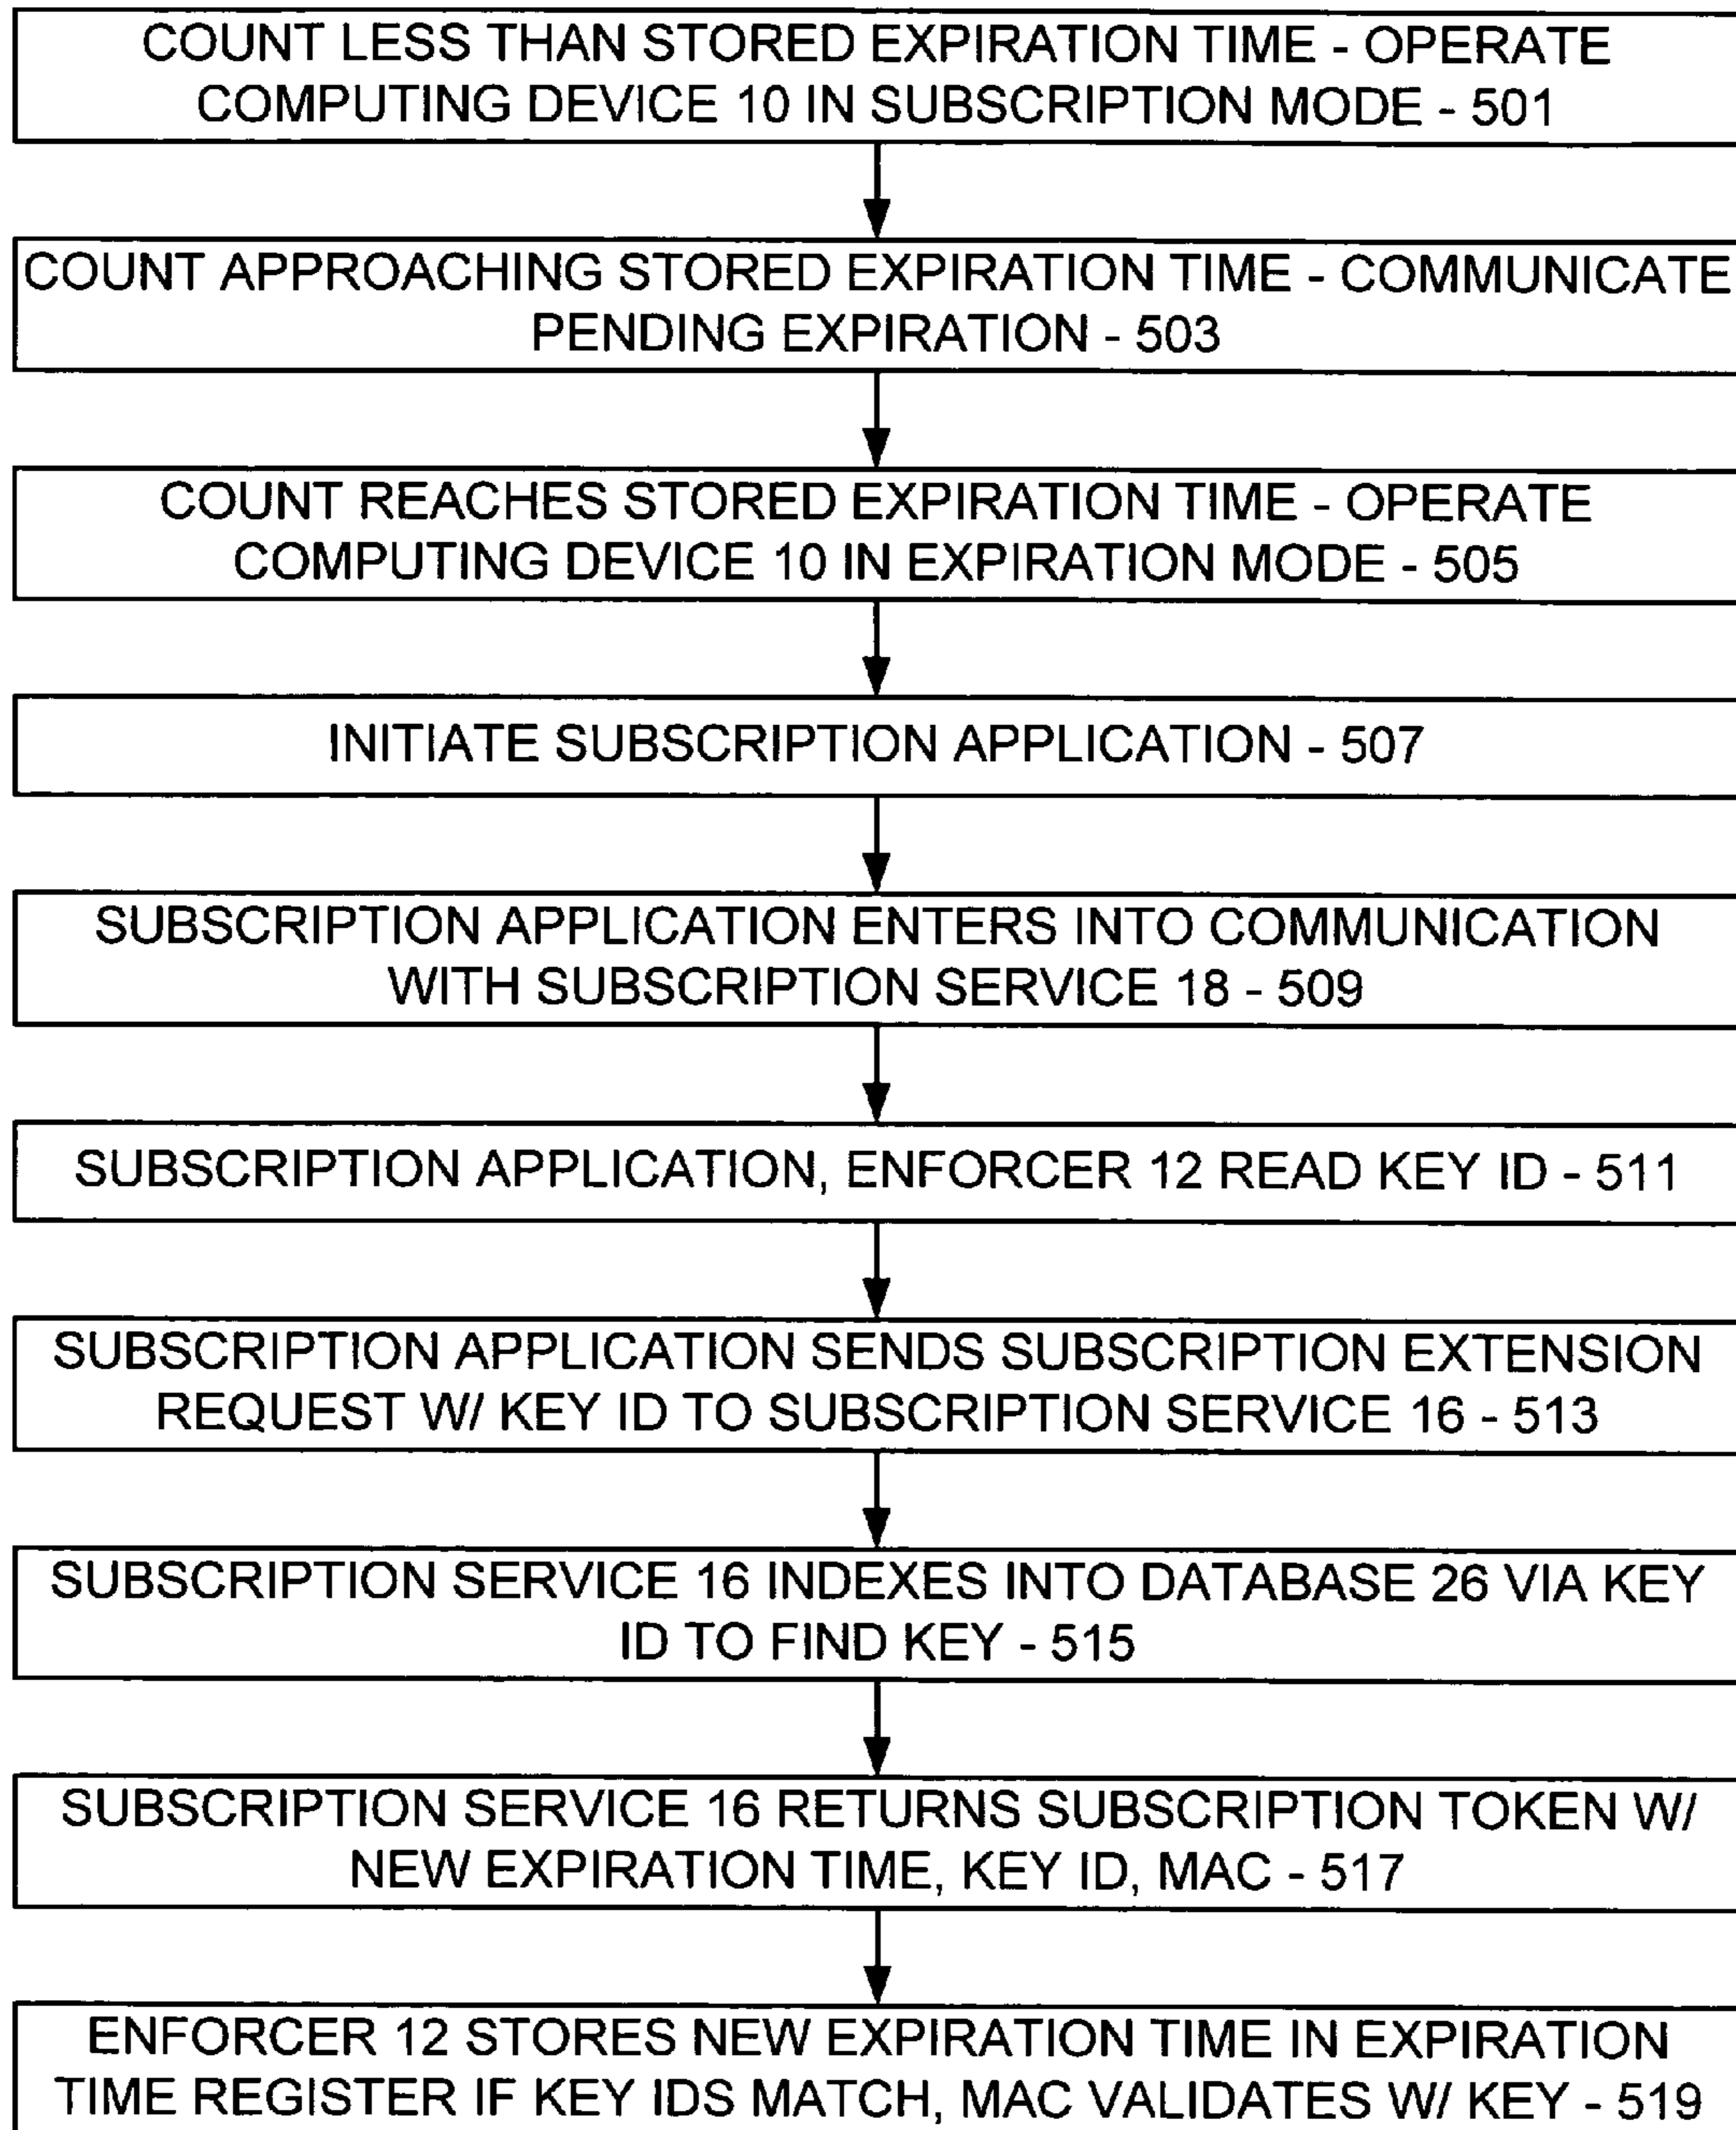 COUNT LESS THAN STORED EXPIRATION TIME - OPERATE
COMPUTING DEVICE 10 IN SUBSCRIPTION MODE - 501
COUNT APPROACHING STORED EXPIRATION TIME - COMMUNICATE
PENDING EXPIRATION - 503
COUNT REACHES STORED EXPIRATION TIME - OPERATE
COMPUTING DEVICE 10 IN EXPIRATION MODE - 505
INITIATE SUBSCRIPTION APPLICATION - 507
SUBSCRIPTION APPLICATION ENTERS INTO COMMUNICATION
WITH SUBSCRIPTION SERVICE 18 - 509
SUBSCRIPTION APPLICATION, ENFORCER 12 READ KEY ID - 511
SUBSCRIPTION APPLICATION SENDS SUBSCRIPTION EXTENSION
REQUEST W/ KEY ID TO SUBSCRIPTION SERVICE 16 - 513
SUBSCRIPTION SERVICE 16 INDEXES INTO DATABASE 26 VIA KEY
ID TO FIND KEY - 515
SUBSCRIPTION SERVICE 16 RETURNS SUBSCRIPTION TOKEN W/
NEW EXPIRATION TIME, KEY ID, MAC - 517
ENFORCER 12 STORES NEW EXPIRATION TIME IN EXPIRATION
TIME REGISTER IF KEY IDS MATCH, MAC VALIDATES W/ KEY - 519